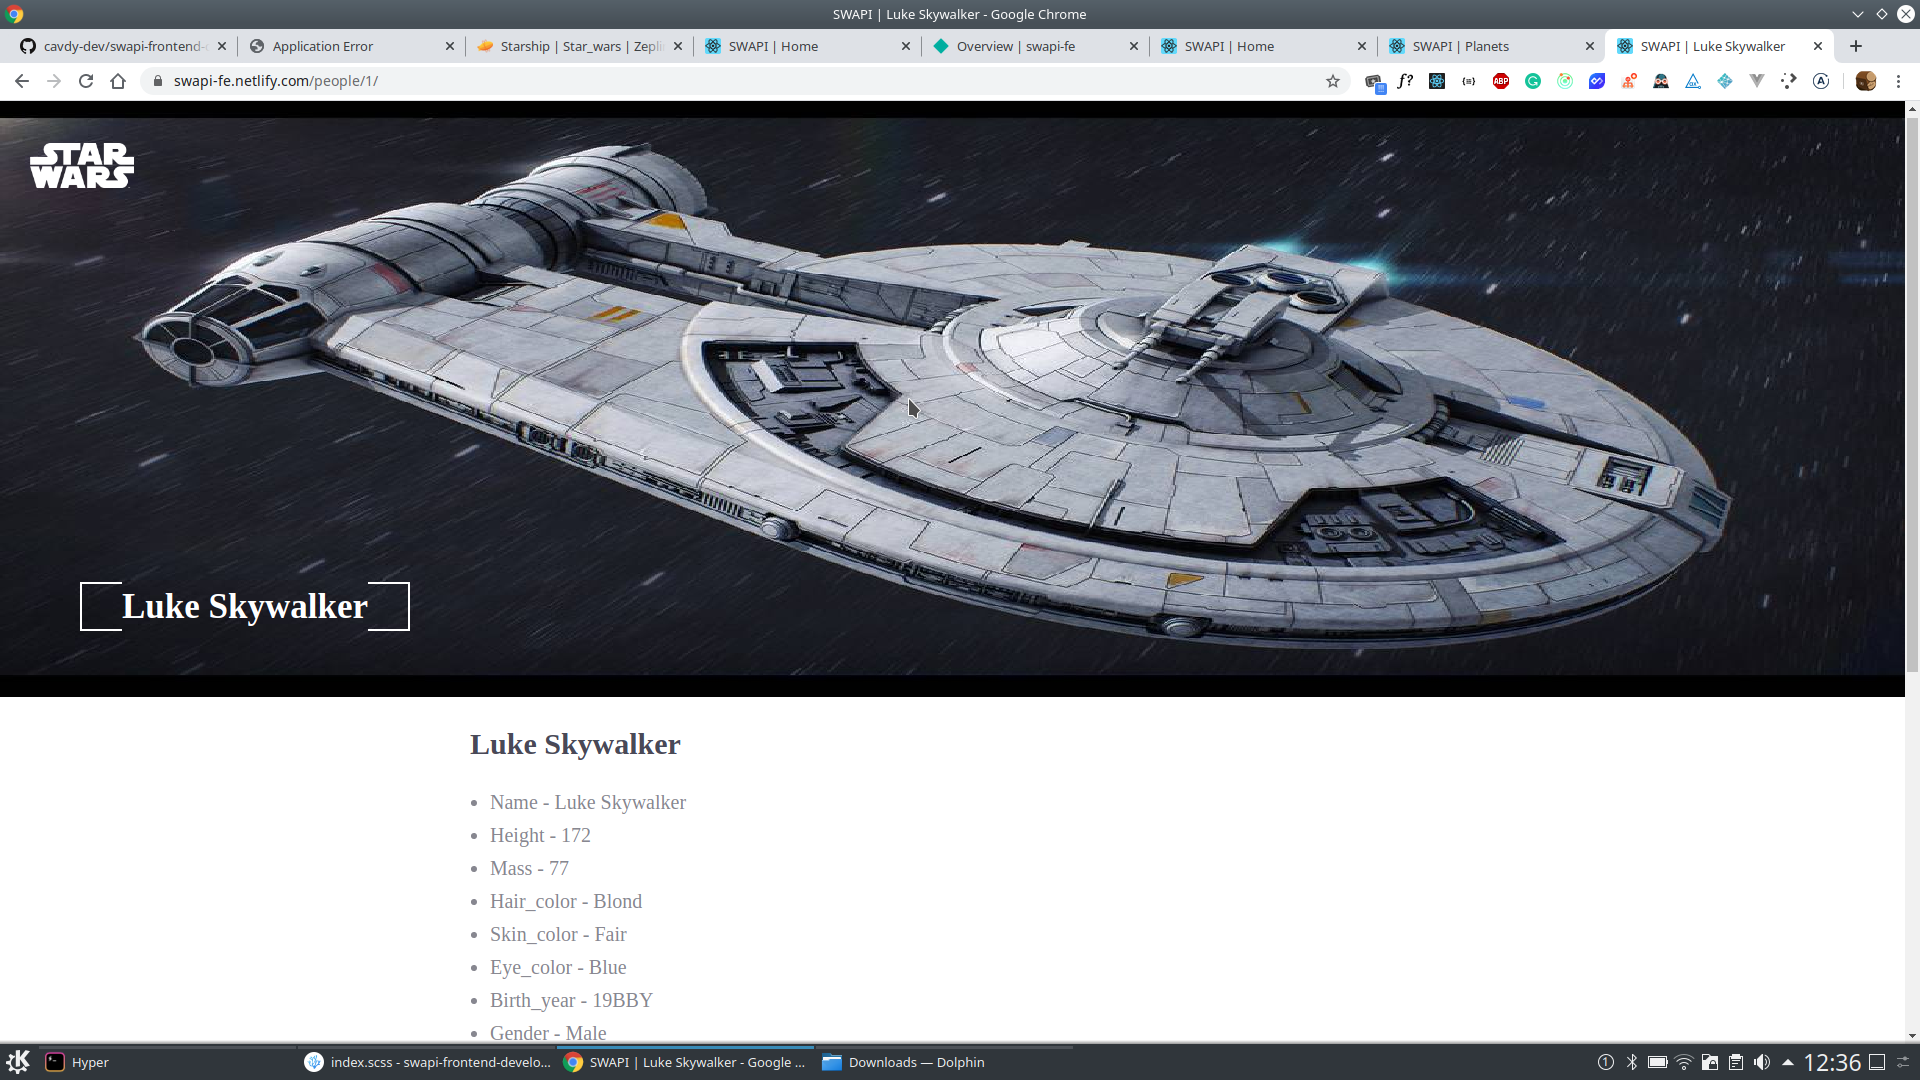 SWAPI | Luke Skywalker - Google Chrome
cavdy-dev/swapi-frontend-
Application Error
Starship | Star_wars | Zepli
SWAPI | Home
Overview | swapi-fe
SWAPI | Home
SWAPI | Planets
SWAPI | Luke Skywalker
swapi-fe.netlify.com/people/1/
f?
ABP
STAR
WARS
Luke Skywalker
Luke Skywalker
• Name - Luke Skywalker
• Height - 172
• Mass - 77
• Hair_color - Blond
• Skin_color - Fair
• Eye_color - Blue
• Birth_year - 19BBY
• Gender - Male
Hyper
index.scss - swapi-frontend-develo...
SWAPI | Luke Skywalker - Google ...
Downloads — Dolphin
1
12:36